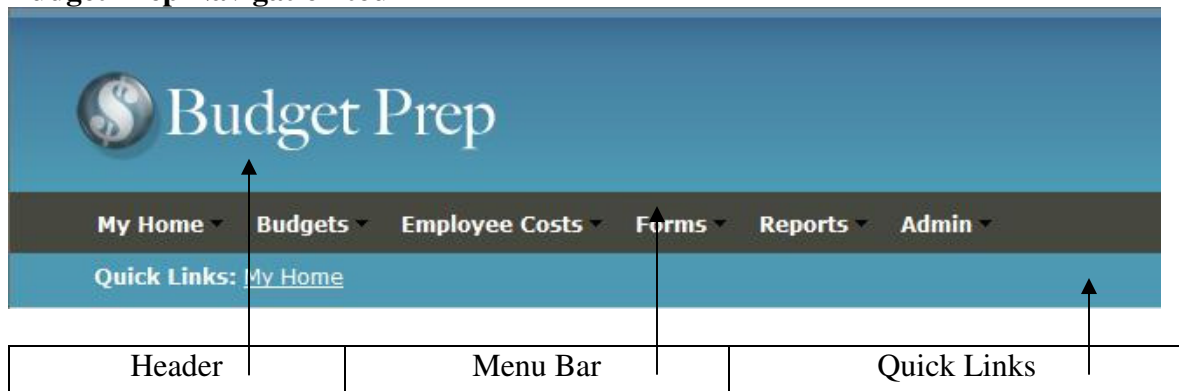 Budget Prep
My Home Budgets Employee Costs Forms Reports Admin
Quick Links: My Home
Header Menu Bar Quick Links